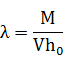 λ = M / Vh₀